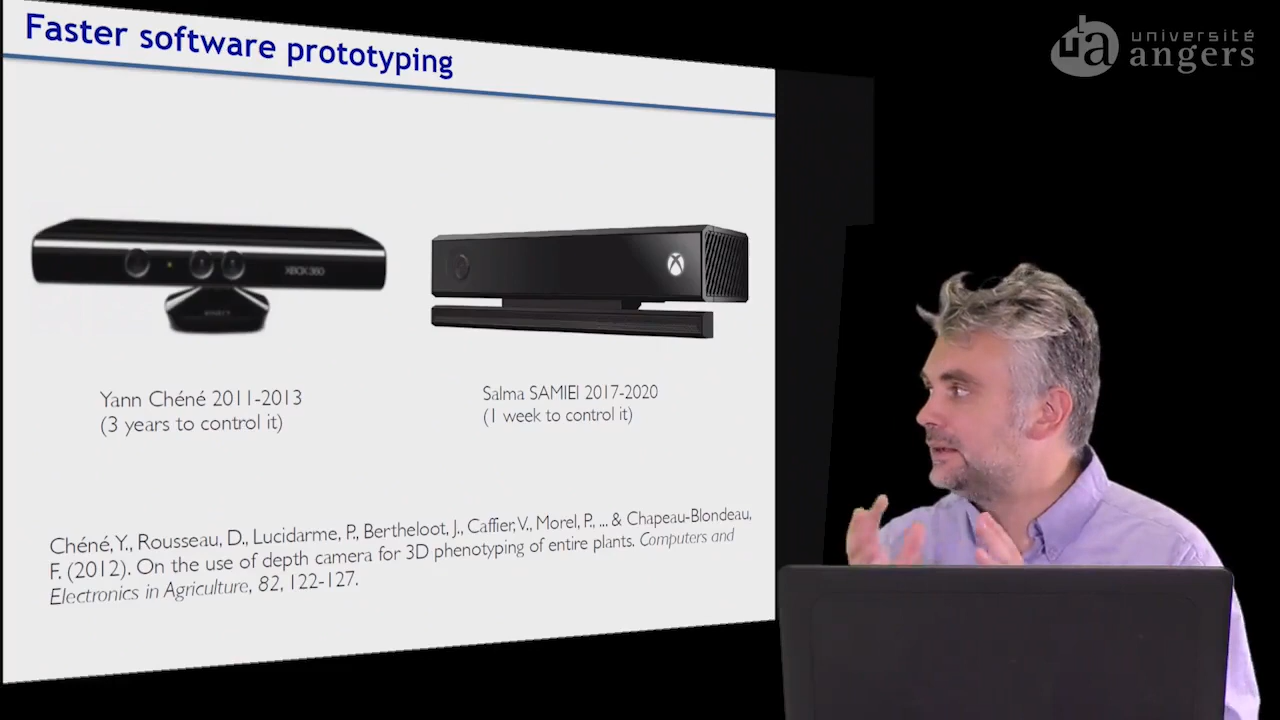 Faster software prototyping
université
angers
XBOX 360
Yann Chéné 2011-2013
(3 years to control it)
Salma SAMIEI 2017-2020
(1 week to control it)
Chéné, Y., Rousseau, D., Lucidarme, P., Bertheloot, J., Caffier, V., Morel, P., ... & Chapeau-Blondeau,
F. (2012). On the use of depth camera for 3D phenotyping of entire plants. Computers and
Electronics in Agriculture, 82, 122-127.